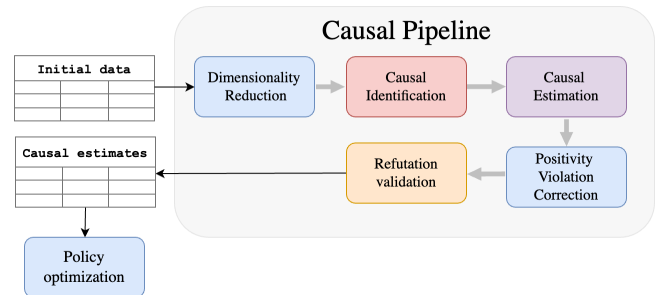 Causal Pipeline
Initial data
Dimensionality
Reduction
Causal
Identification
Causal
Estimation
Positivity
Violation
Correction
Refutation
validation
Causal estimates
Policy
optimization